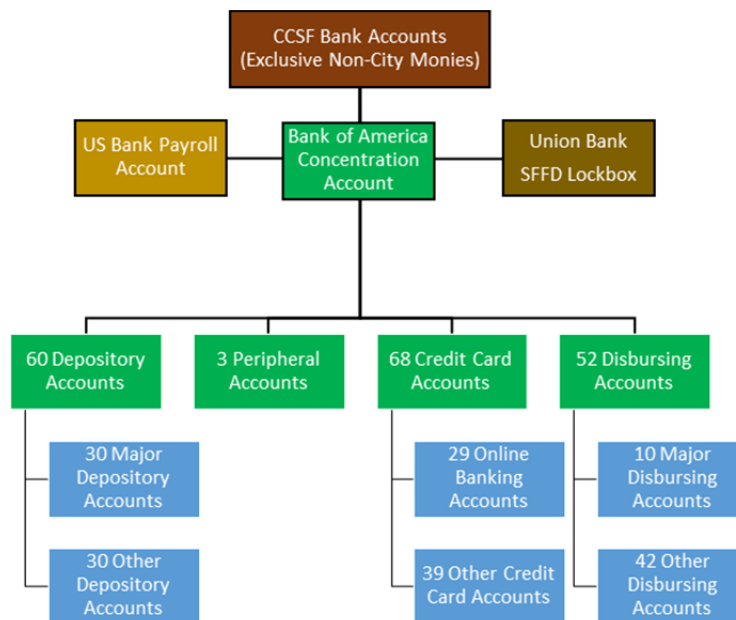 CCSF Bank Accounts
(Exclusive Non-City Monies)
US Bank Payroll
Account
Bank of America
Concentration
Account
Union Bank
SFFD Lockbox
60 Depository
Accounts
3 Peripheral
Accounts
68 Credit Card
Accounts
52 Disbursing
Accounts
30 Major
Depository
Accounts
29 Online
Banking
Accounts
10 Major
Disbursing
Accounts
30 Other
Depository
Accounts
39 Other Credit
Card Accounts
42 Other
Disbursing
Accounts